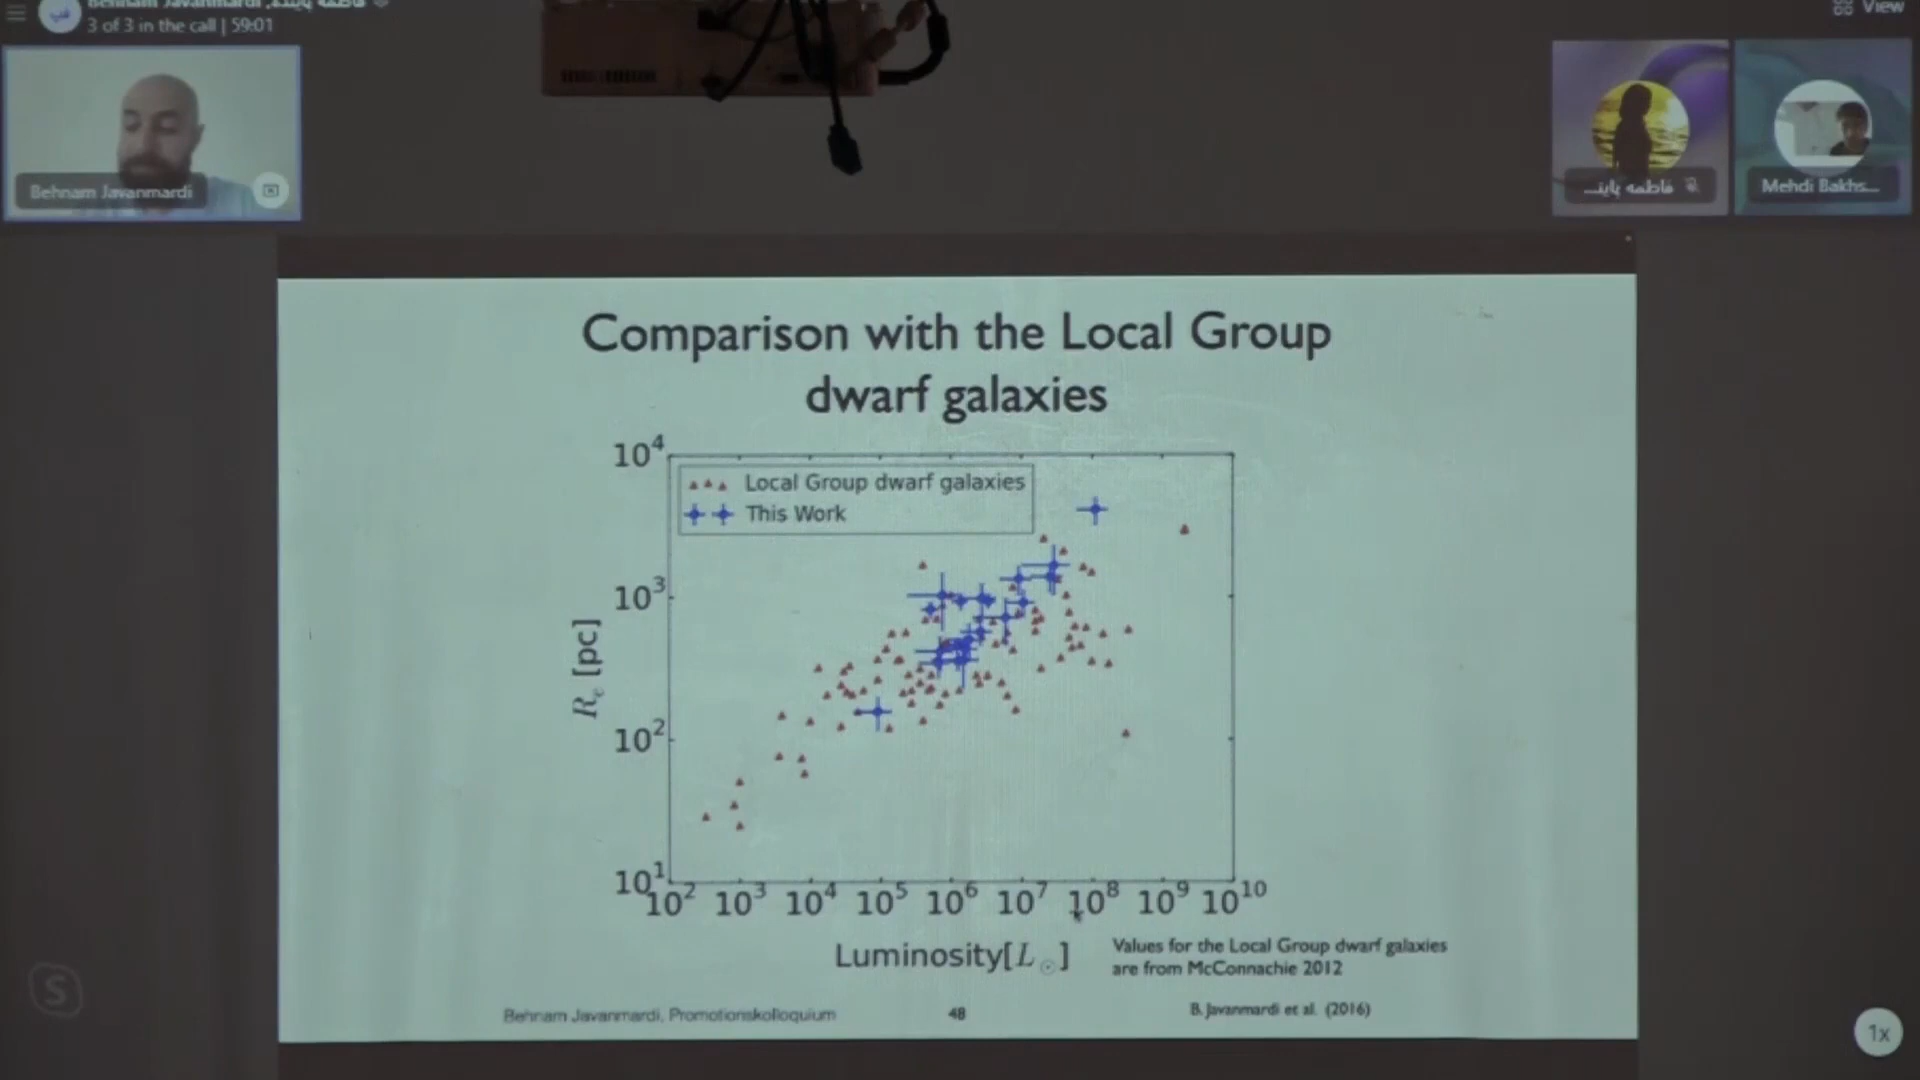 3 of 3 in the call | 59:01
View
Behnam Javanmardi
فاطمه پاینـ...
Mehdi Bakhs...
Comparison with the Local Group
dwarf galaxies
Local Group dwarf galaxies
This Work
10⁴
10³
10²
10¹
Rₑ [pc]
10² 10³ 10⁴ 10⁵ 10⁶ 10⁷ 10⁸ 10⁹ 10¹⁰
Luminosity[L☉]
Values for the Local Group dwarf galaxies
are from McConnachie 2012
Behnam Javanmardi, Promotionskolloquium
48
B. Javanmardi et al. (2016)
S
1x